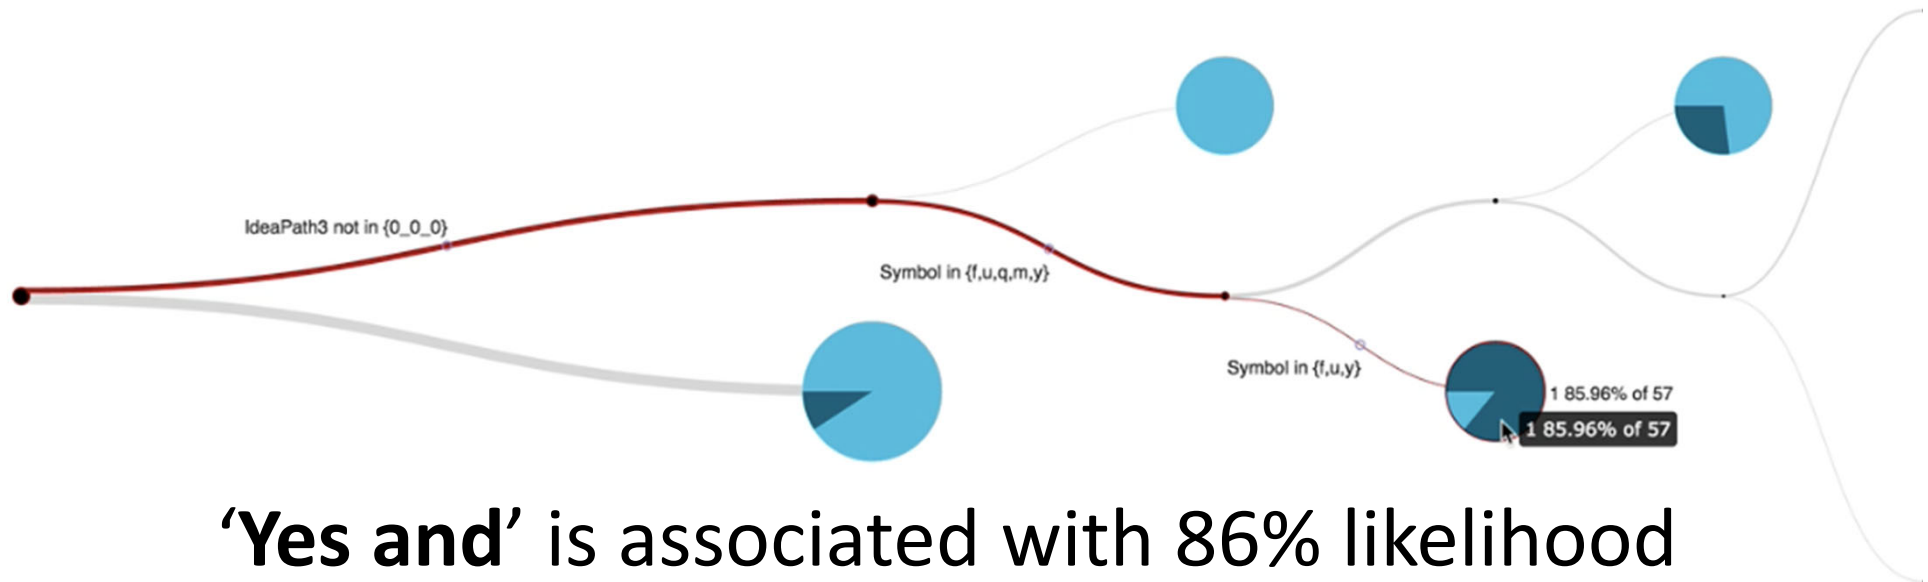 IdeaPath3 not in {0_0_0}
Symbol in {f,u,q,m,y}
Symbol in {f,u,y}
1 85.96% of 57
1 85.96% of 57
‘Yes and’ is associated with 86% likelihood